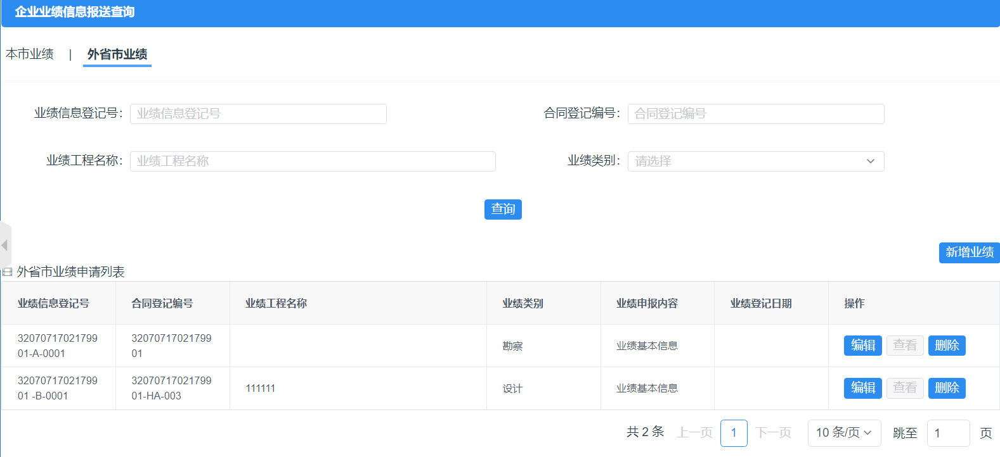 企业业绩信息报送查询
本市业绩 | 外省市业绩
业绩信息登记号： 业绩信息登记号 合同登记编号： 合同登记编号
业绩工程名称： 业绩工程名称 业绩类别： 请选择
查询
新增业绩
外省市业绩申请列表
业绩信息登记号 合同登记编号 业绩工程名称 业绩类别 业绩申报内容 业绩登记日期 操作
32070717021799 32070717021799
01-A-0001 01 勘察 业绩基本信息 编辑 查看 删除
32070717021799 32070717021799
01 -B-0001 01-HA-003 111111 设计 业绩基本信息 编辑 查看 删除
共 2 条 上一页 1 下一页 10 条/页 跳至 1 页